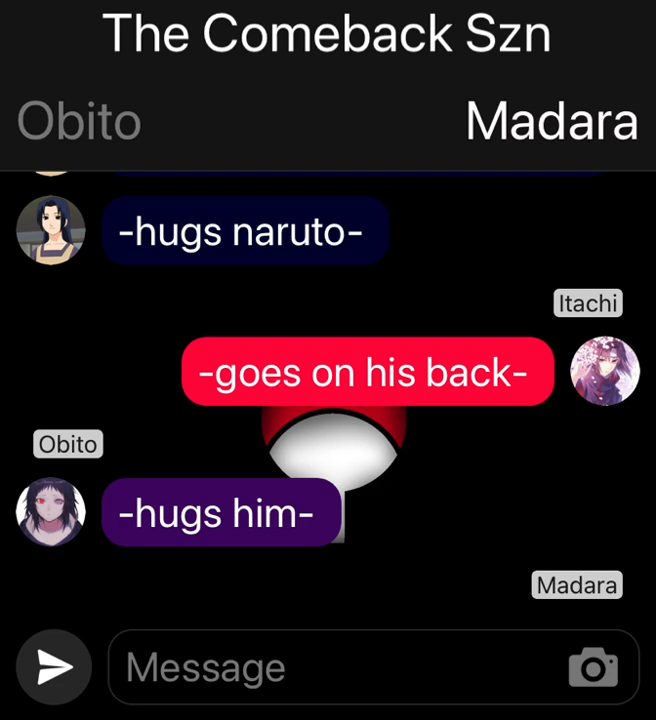 The Comeback Szn
Obito
Madara
-hugs naruto-
Itachi
-goes on his back-
Obito
-hugs him-
Madara
Message